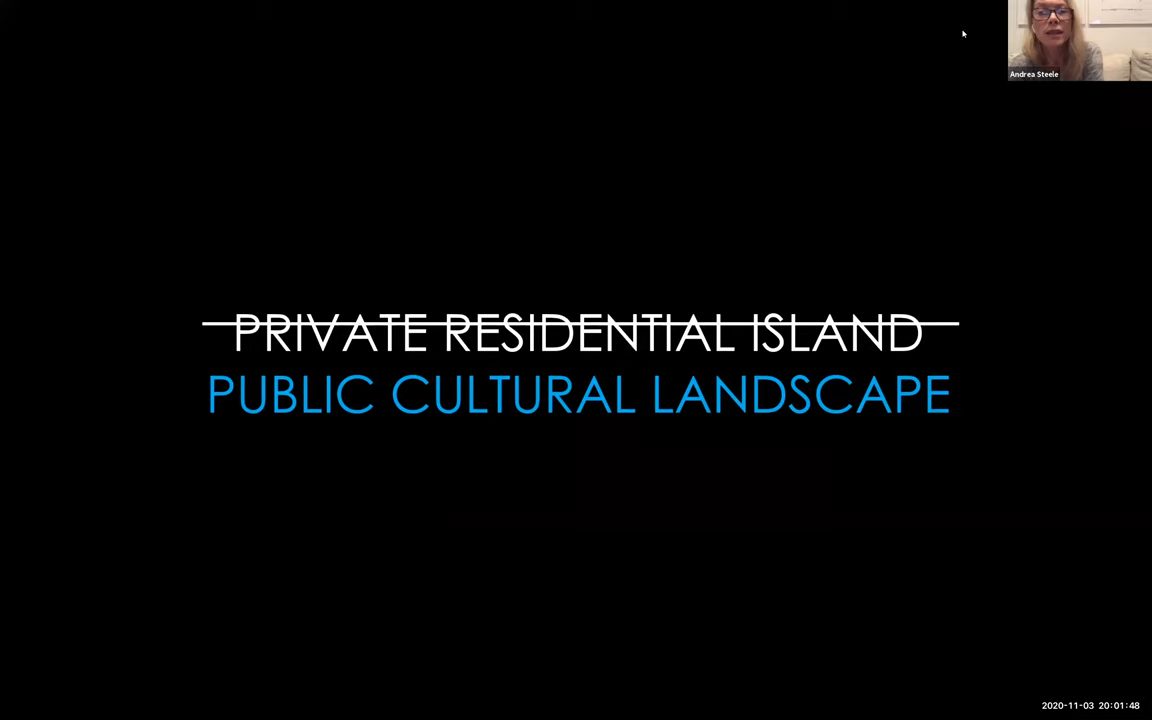 Andrea Steele
PRIVATE RESIDENTIAL ISLAND
PUBLIC CULTURAL LANDSCAPE
2020-11-03 20:01:48